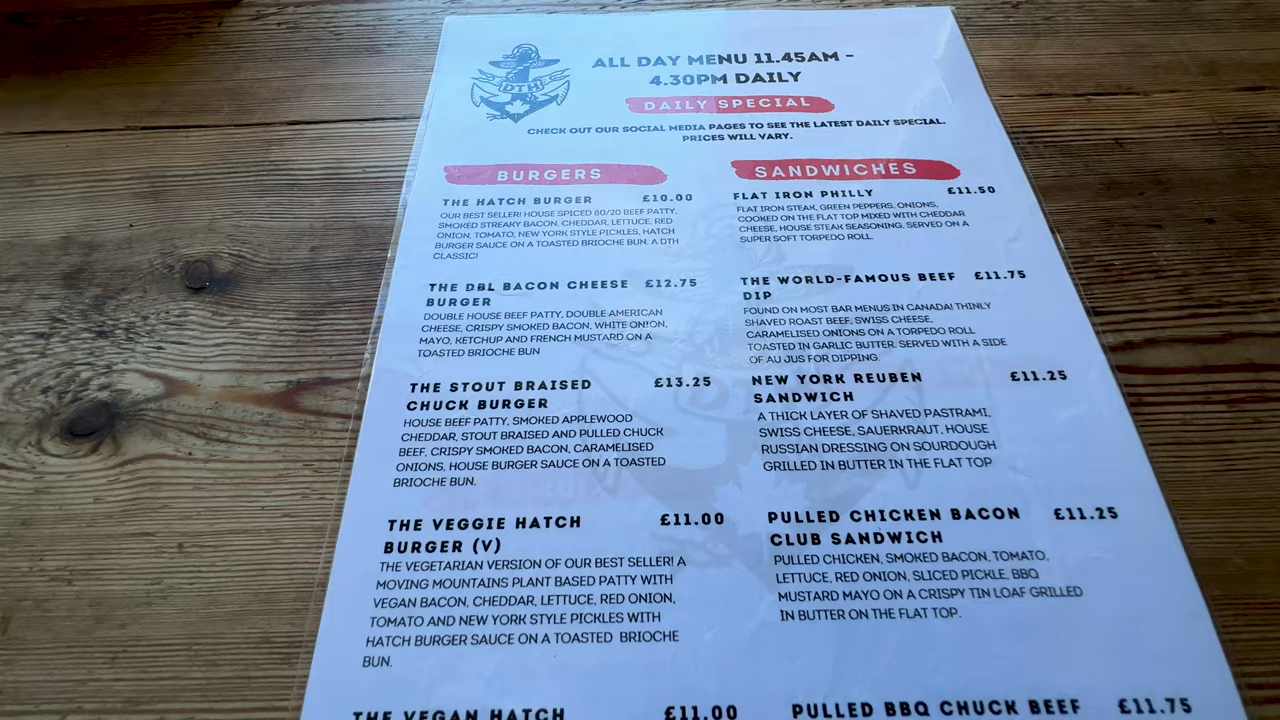 DTH
ALL DAY MENU 11.45AM -
4.30PM DAILY
DAILY SPECIAL
CHECK OUT OUR SOCIAL MEDIA PAGES TO SEE THE LATEST DAILY SPECIAL.
PRICES WILL VARY.
BURGERS
THE HATCH BURGER £10.00
OUR BEST SELLER! HOUSE SPICED 80/20 BEEF PATTY,
SMOKED STREAKY BACON, CHEDDAR, LETTUCE, RED
ONION, TOMATO, NEW YORK STYLE PICKLES, HATCH
BURGER SAUCE ON A TOASTED BRIOCHE BUN. A DTH
CLASSIC!
THE DBL BACON CHEESE £12.75
BURGER
DOUBLE HOUSE BEEF PATTY, DOUBLE AMERICAN
CHEESE, CRISPY SMOKED BACON, WHITE ONION,
MAYO, KETCHUP AND FRENCH MUSTARD ON A
TOASTED BRIOCHE BUN
THE STOUT BRAISED £13.25
CHUCK BURGER
HOUSE BEEF PATTY, SMOKED APPLEWOOD
CHEDDAR, STOUT BRAISED AND PULLED CHUCK
BEEF, CRISPY SMOKED BACON, CARAMELISED
ONIONS, HOUSE BURGER SAUCE ON A TOASTED
BRIOCHE BUN.
THE VEGGIE HATCH £11.00
BURGER (V)
THE VEGETARIAN VERSION OF OUR BEST SELLER! A
MOVING MOUNTAINS PLANT BASED PATTY WITH
VEGAN BACON, CHEDDAR, LETTUCE, RED ONION,
TOMATO AND NEW YORK STYLE PICKLES WITH
HATCH BURGER SAUCE ON A TOASTED BRIOCHE
BUN.
THE VEGAN HATCH £11.00
SANDWICHES
FLAT IRON PHILLY £11.50
FLAT IRON STEAK, GREEN PEPPERS, ONIONS,
COOKED ON THE FLAT TOP MIXED WITH CHEDDAR
CHEESE, HOUSE STEAK SEASONING, SERVED ON A
SUPER SOFT TORPEDO ROLL.
THE WORLD-FAMOUS BEEF £11.75
DIP
FOUND ON MOST BAR MENUS IN CANADA! THINLY
SHAVED ROAST BEEF, SWISS CHEESE,
CARAMELISED ONIONS ON A TORPEDO ROLL
TOASTED IN GARLIC BUTTER. SERVED WITH A SIDE
OF AU JUS FOR DIPPING.
NEW YORK REUBEN £11.25
SANDWICH
A THICK LAYER OF SHAVED PASTRAMI,
SWISS CHEESE, SAUERKRAUT, HOUSE
RUSSIAN DRESSING ON SOURDOUGH
GRILLED IN BUTTER IN THE FLAT TOP
PULLED CHICKEN BACON £11.25
CLUB SANDWICH
PULLED CHICKEN, SMOKED BACON, TOMATO,
LETTUCE, RED ONION, SLICED PICKLE, BBQ
MUSTARD MAYO ON A CRISPY TIN LOAF GRILLED
IN BUTTER ON THE FLAT TOP.
PULLED BBQ CHUCK BEEF £11.75